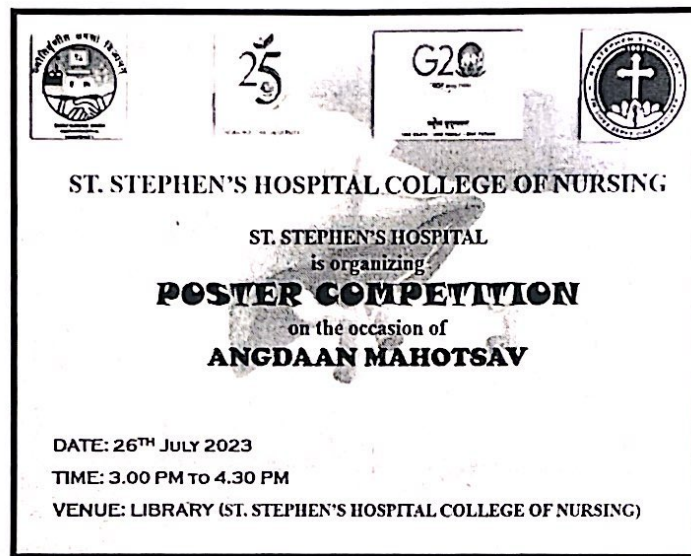 25
G20
ST. STEPHEN'S HOSPITAL COLLEGE OF NURSING
ST. STEPHEN'S HOSPITAL
is organizing
POSTER COMPETITION
on the occasion of
ANGDAAN MAHOTSAV
DATE: 26TH JULY 2023
TIME: 3.00 PM TO 4.30 PM
VENUE: LIBRARY (ST. STEPHEN'S HOSPITAL COLLEGE OF NURSING)